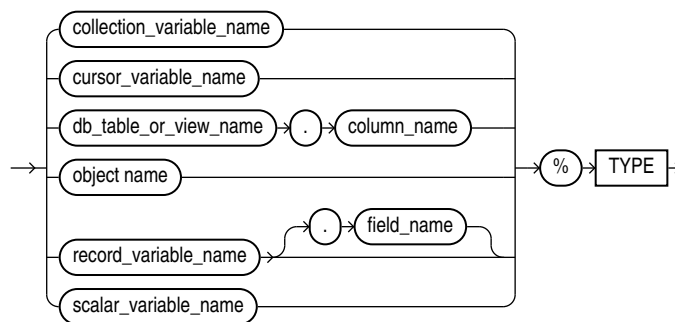 collection_variable_name
cursor_variable_name
db_table_or_view_name . column_name
% TYPE
object name
. field_name
record_variable_name
scalar_variable_name